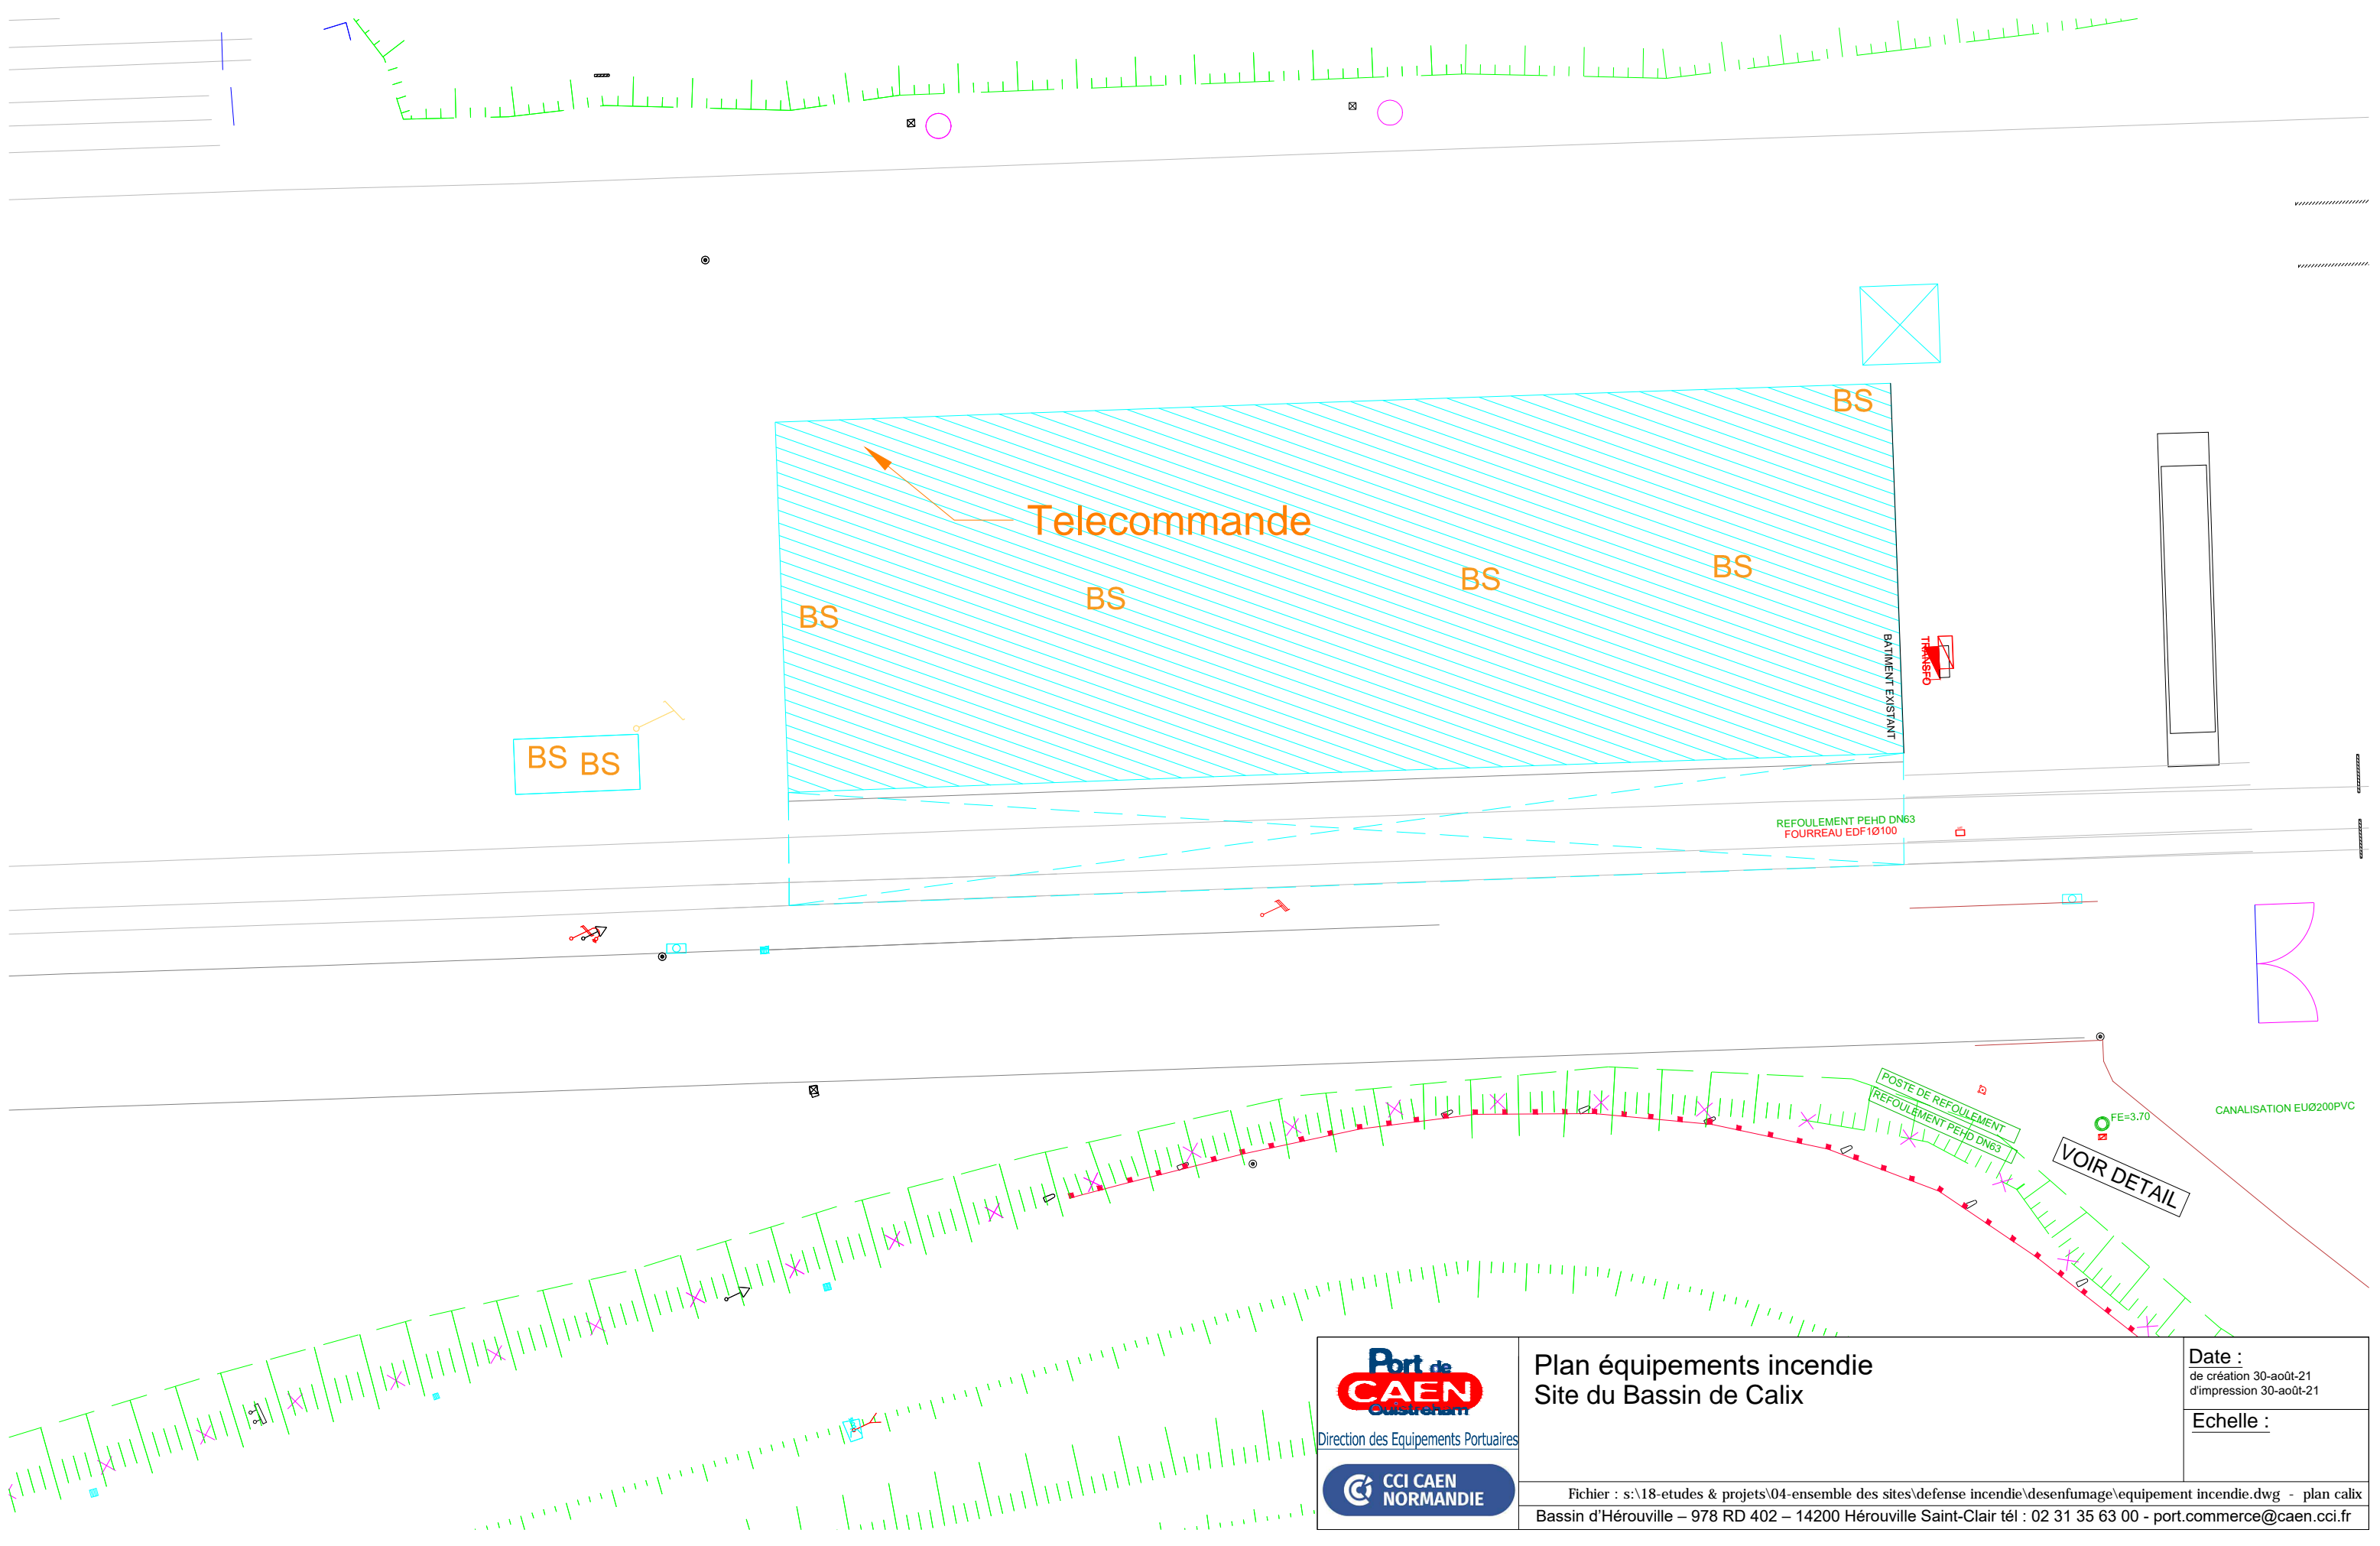 BS
Telecommande
BS
BS
BS
BS
BATIMENT EXISTANT
TRANSFO
BS
BS
REFOULEMENT PEHD DN63
FOURREAU EDF1Ø100
POSTE DE REFOULEMENT
REFOULEMENT PEHD DN63
FE=3.70
CANALISATION EUØ200PVC
VOIR DETAIL
Port de
CAEN
Ouistreham
Direction des Equipements Portuaires
CCI CAEN
NORMANDIE
Plan équipements incendie
Site du Bassin de Calix
Date :
de création 30-août-21
d'impression 30-août-21
Echelle :
Fichier : s:\18-etudes & projets\04-ensemble des sites\defense incendie\desenfumage\equipement incendie.dwg - plan calix
Bassin d'Hérouville – 978 RD 402 – 14200 Hérouville Saint-Clair tél : 02 31 35 63 00 - port.commerce@caen.cci.fr